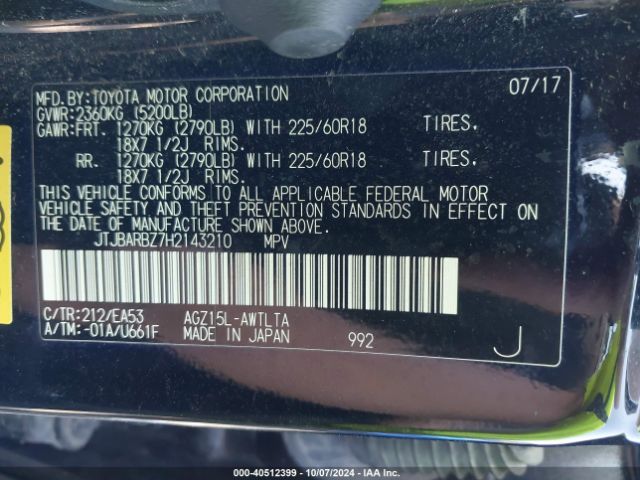 MFD.BY:TOYOTA MOTOR CORPORATION 07/17
GVWR:2360KG (5200LB)
GAWR:FRT. 1270KG (2790LB) WITH 225/60R18 TIRES.
18X7 1/2J RIMS.
RR. 1270KG (2790LB) WITH 225/60R18 TIRES.
18X7 1/2J RIMS.
THIS VEHICLE CONFORMS TO ALL APPLICABLE FEDERAL MOTOR
VEHICLE SAFETY AND THEFT PREVENTION STANDARDS IN EFFECT ON
THE DATE OF MANUFACTURE SHOWN ABOVE.
JTJBARBZ7H2143210 MPV
C/TR:212/EA53 AGZ15L-AWTLTA
A/TM:-01A/U661F MADE IN JAPAN 992 J
000-40512399 - 10/07/2024 - IAA Inc.